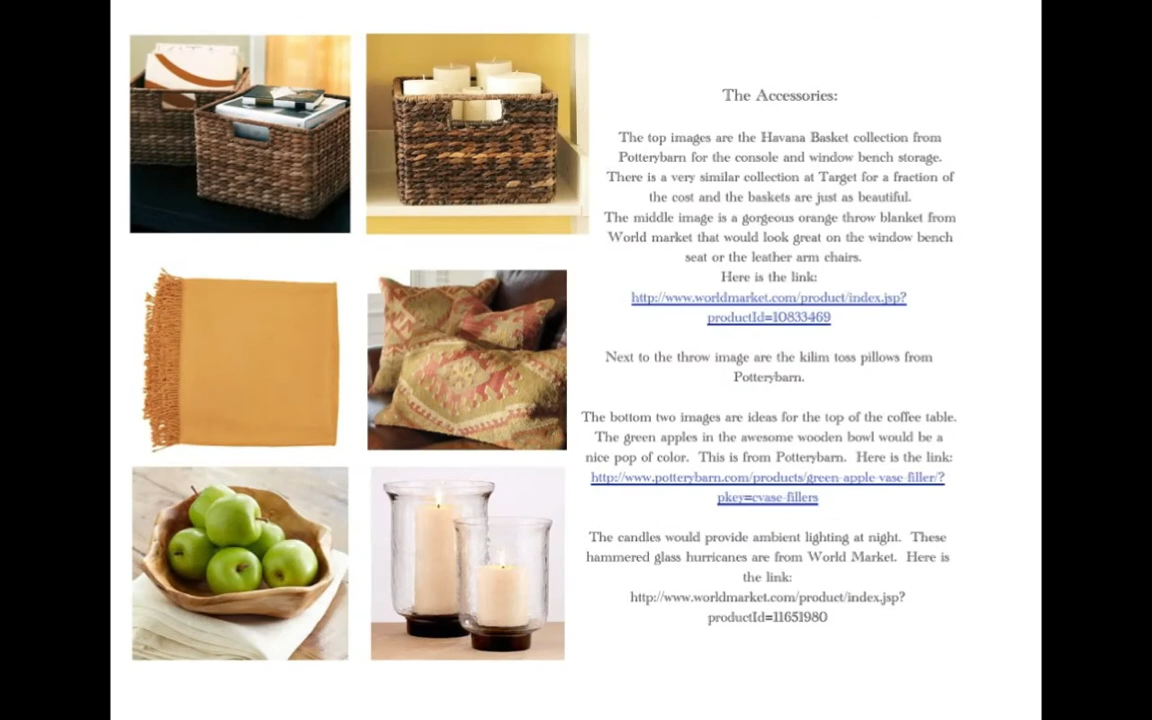 The Accessories:
The top images are the Havana Basket collection from
Potterybarn for the console and window bench storage.
There is a very similar collection at Target for a fraction of
the cost and the baskets are just as beautiful.
The middle image is a gorgeous orange throw blanket from
World market that would look great on the window bench
seat or the leather arm chairs.
Here is the link:
http://www.worldmarket.com/product/index.jsp?
productId=10833469
Next to the throw image are the kilim toss pillows from
Potterybarn.
The bottom two images are ideas for the top of the coffee table.
The green apples in the awesome wooden bowl would be a
nice pop of color.  This is from Potterybarn.  Here is the link:
http://www.potterybarn.com/products/green-apple-vase-filler/?
pkey=cvase-fillers
The candles would provide ambient lighting at night.  These
hammered glass hurricanes are from World Market.  Here is
the link:
http://www.worldmarket.com/product/index.jsp?
productId=11651980